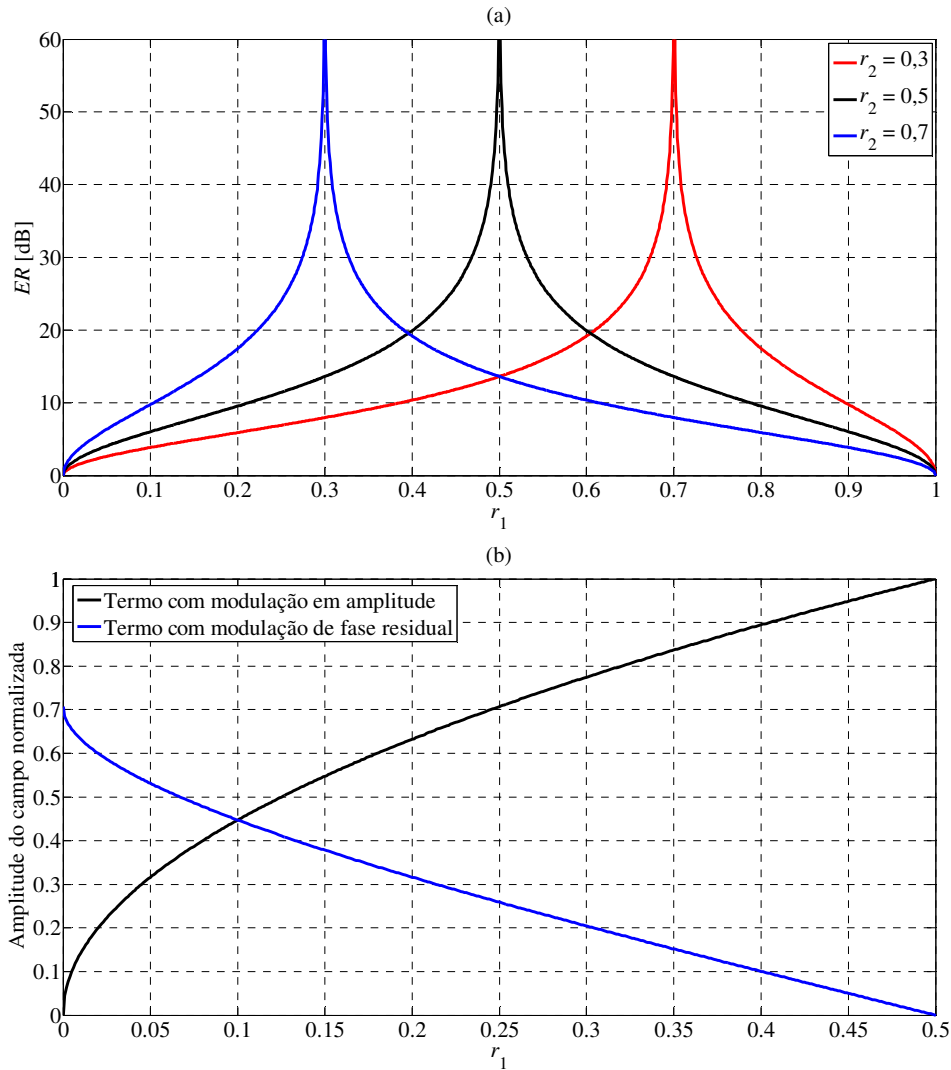 (a)
60
50
40
30
20
10
0
ER [dB]
r2 = 0,3
r2 = 0,5
r2 = 0,7
0 0.1 0.2 0.3 0.4 0.5 0.6 0.7 0.8 0.9 1
r1
(b)
1
0.9
0.8
0.7
0.6
0.5
0.4
0.3
0.2
0.1
0
Amplitude do campo normalizada
Termo com modulação em amplitude
Termo com modulação de fase residual
0 0.05 0.1 0.15 0.2 0.25 0.3 0.35 0.4 0.45 0.5
r1